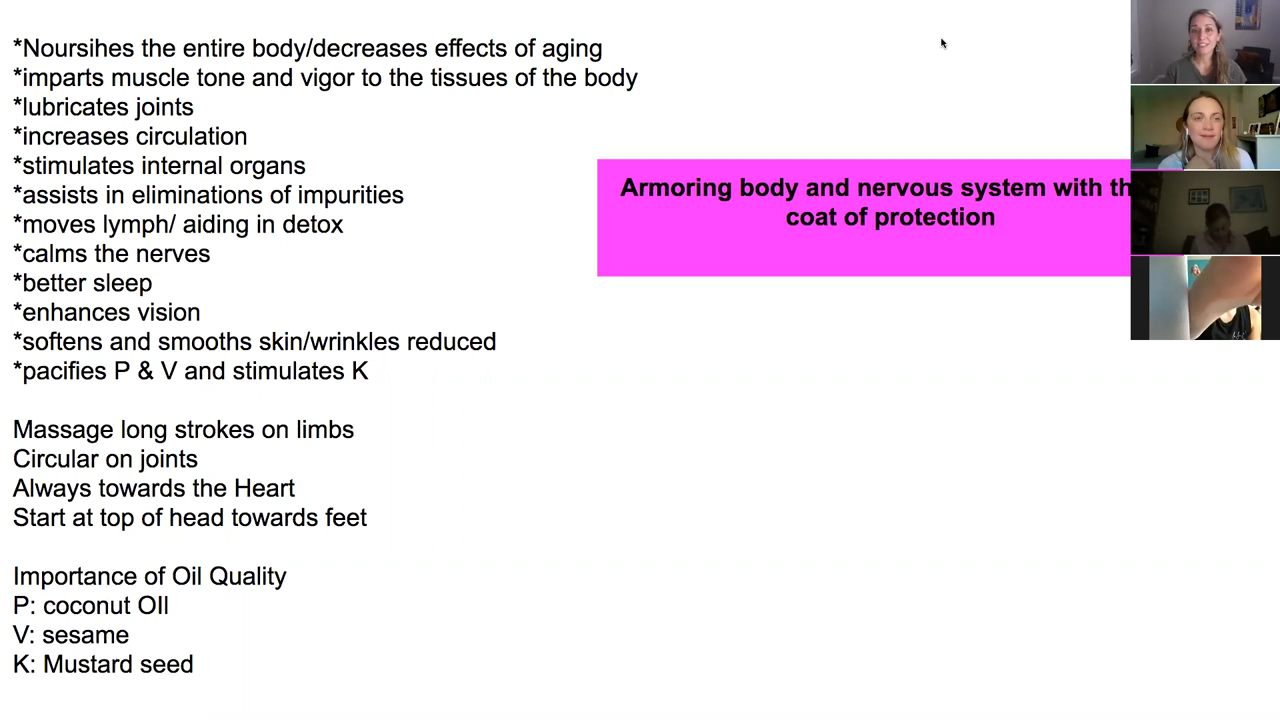 *Noursihes the entire body/decreases effects of aging
*imparts muscle tone and vigor to the tissues of the body
*lubricates joints
*increases circulation
*stimulates internal organs
*assists in eliminations of impurities
*moves lymph/ aiding in detox
*calms the nerves
*better sleep
*enhances vision
*softens and smooths skin/wrinkles reduced
*pacifies P & V and stimulates K
Massage long strokes on limbs
Circular on joints
Always towards the Heart
Start at top of head towards feet
Importance of Oil Quality
P: coconut OIl
V: sesame
K: Mustard seed
Armoring body and nervous system with
coat of protection